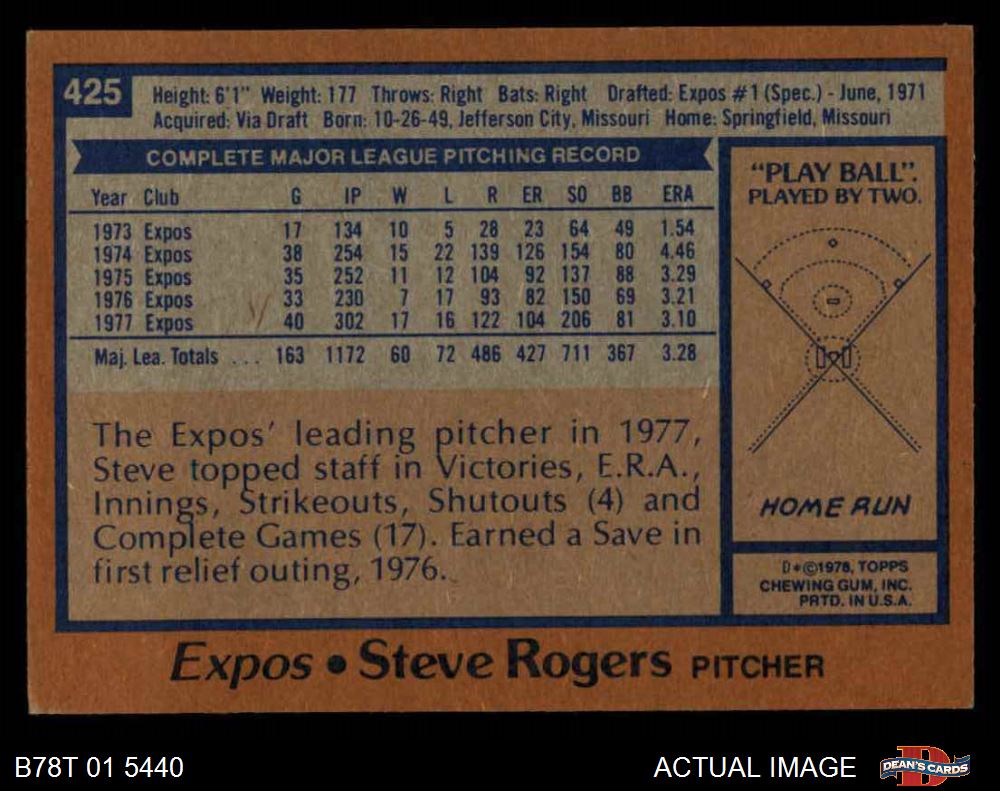 425
Height: 6'1" Weight: 177 Throws: Right Bats: Right Drafted: Expos #1 (Spec.) - June, 1971
Acquired: Via Draft Born: 10-26-49, Jefferson City, Missouri Home: Springfield, Missouri
COMPLETE MAJOR LEAGUE PITCHING RECORD
Year Club G IP W L R ER SO BB ERA
1973 Expos 17 134 10 5 28 23 64 49 1.54
1974 Expos 38 254 15 22 139 126 154 80 4.46
1975 Expos 35 252 11 12 104 92 137 88 3.29
1976 Expos 33 230 7 17 93 82 150 69 3.21
1977 Expos 40 302 17 16 122 104 206 81 3.10
Maj. Lea. Totals ... 163 1172 60 72 486 427 711 367 3.28
The Expos' leading pitcher in 1977,
Steve topped staff in Victories, E.R.A.,
Innings, Strikeouts, Shutouts (4) and
Complete Games (17). Earned a Save in
first relief outing, 1976.
"PLAY BALL".
PLAYED BY TWO.
HOME RUN
D*©1978, TOPPS
CHEWING GUM, INC.
PRTD. IN U.S.A.
Expos • Steve Rogers PITCHER
B78T 01 5440
ACTUAL IMAGE
D
DEAN'S CARDS